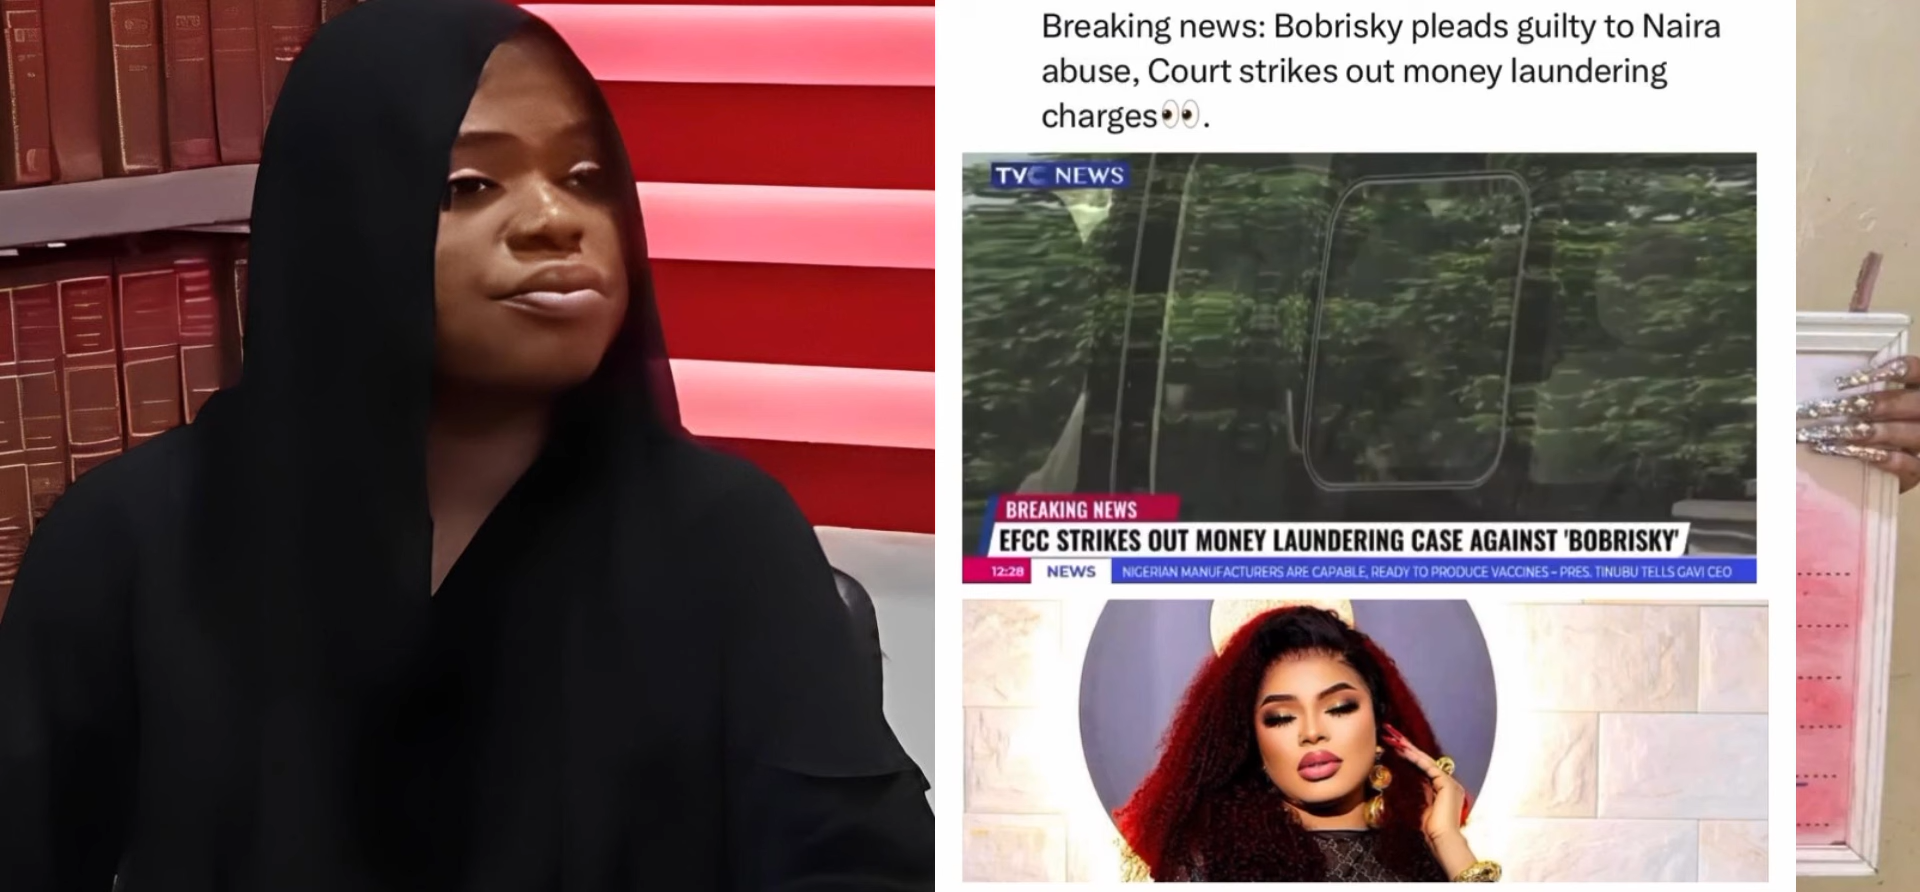 Breaking news: Bobrisky pleads guilty to Naira
abuse, Court strikes out money laundering
charges👀.
TVC NEWS
BREAKING NEWS
EFCC STRIKES OUT MONEY LAUNDERING CASE AGAINST 'BOBRISKY'
12:28 NEWS NIGERIAN MANUFACTURERS ARE CAPABLE, READY TO PRODUCE VACCINES – PRES. TINUBU TELLS GAVI CEO